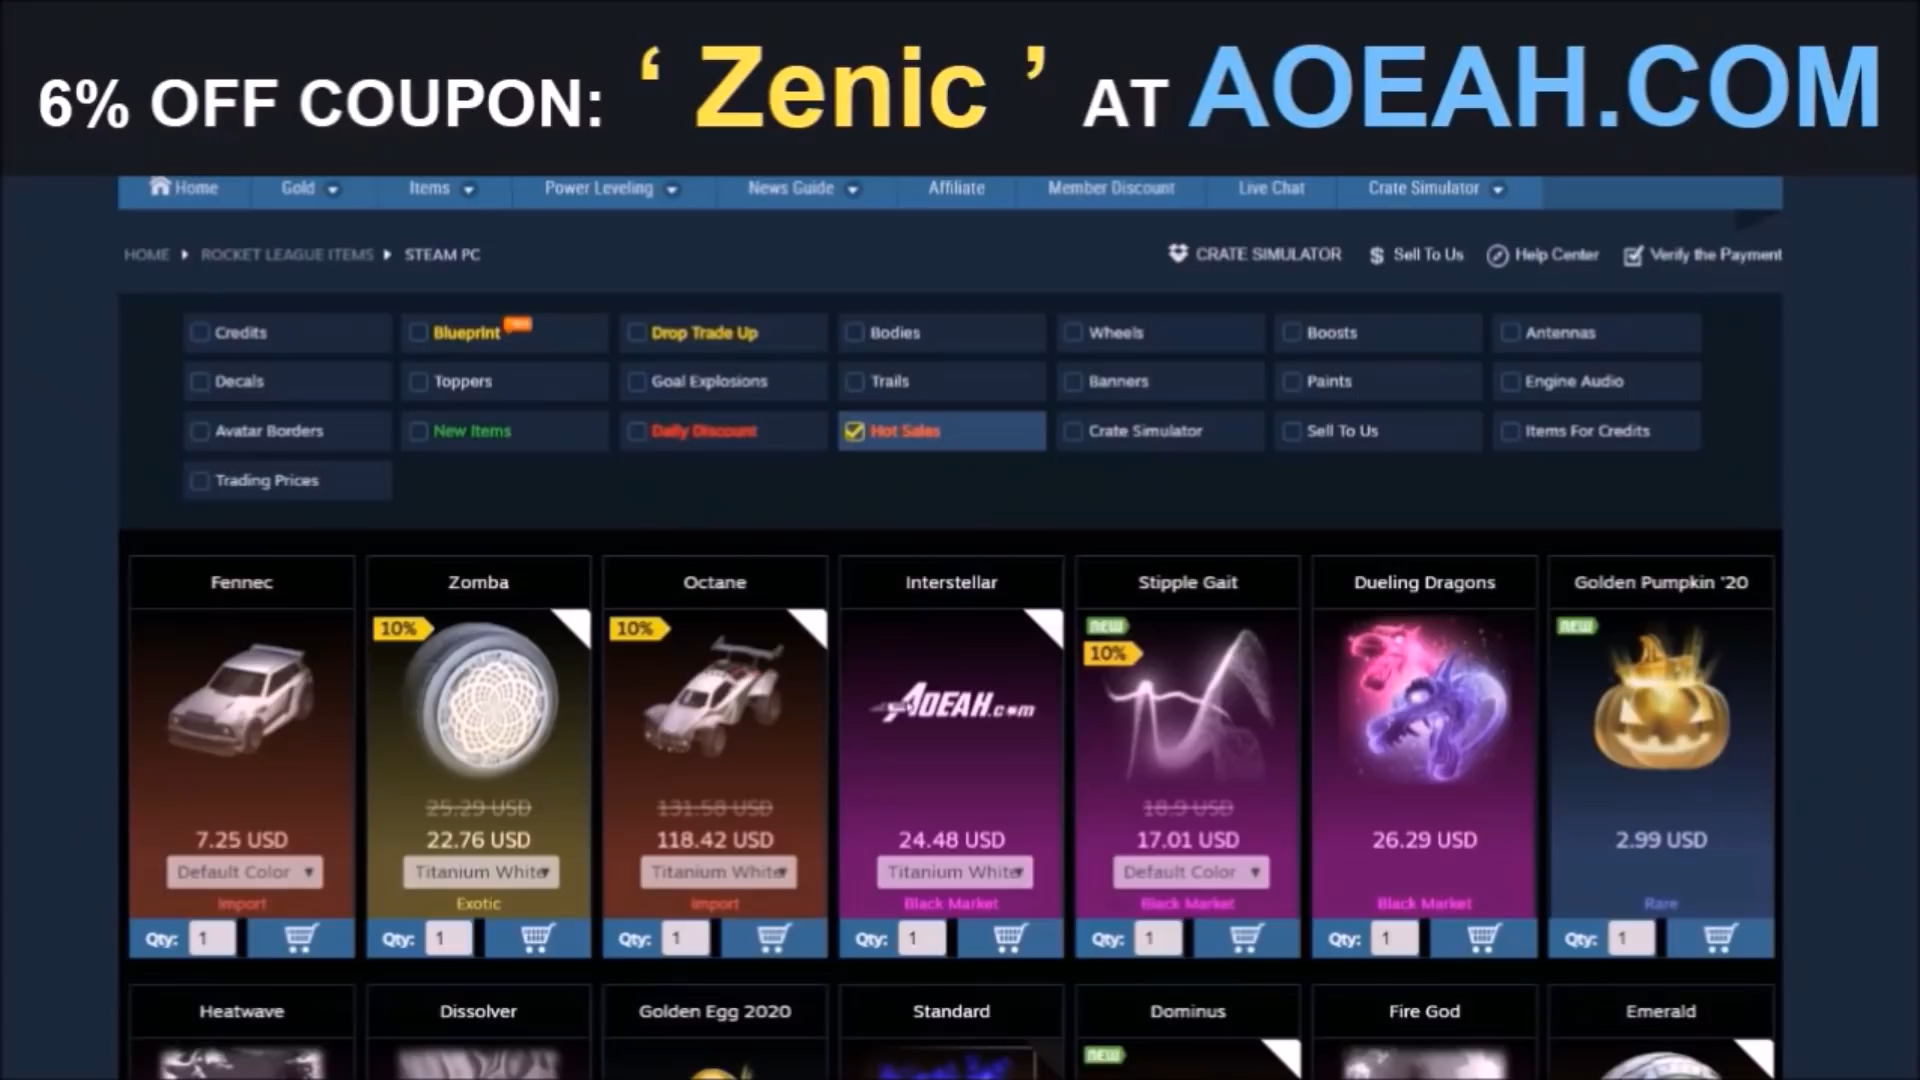 6% OFF COUPON: ‘ Zenic ’ AT AOEAH.COM
Home Gold Items Power Leveling News Guide Affiliate Member Discount Live Chat Crate Simulator
HOME ROCKET LEAGUE ITEMS STEAM PC CRATE SIMULATOR Sell To Us Help Center Verify the Payment
Credits Blueprint Drop Trade Up Bodies Wheels Boosts Antennas
Decals Toppers Goal Explosions Trails Banners Paints Engine Audio
Avatar Borders New Items Daily Discount Hot Sales Crate Simulator Sell To Us Items For Credits
Trading Prices
Fennec Zomba Octane Interstellar Stipple Gait Dueling Dragons Golden Pumpkin '20
10% 10% new new
10%
AOEAH.com
25.29 USD 131.58 USD 18.9 USD
7.25 USD 22.76 USD 118.42 USD 24.48 USD 17.01 USD 26.29 USD 2.99 USD
Default Color Titanium White Titanium White Titanium White Default Color
Import Exotic Import Black Market Black Market Black Market Rare
Qty: 1 Qty: 1 Qty: 1 Qty: 1 Qty: 1 Qty: 1 Qty: 1
Heatwave Dissolver Golden Egg 2020 Standard Dominus Fire God Emerald
new